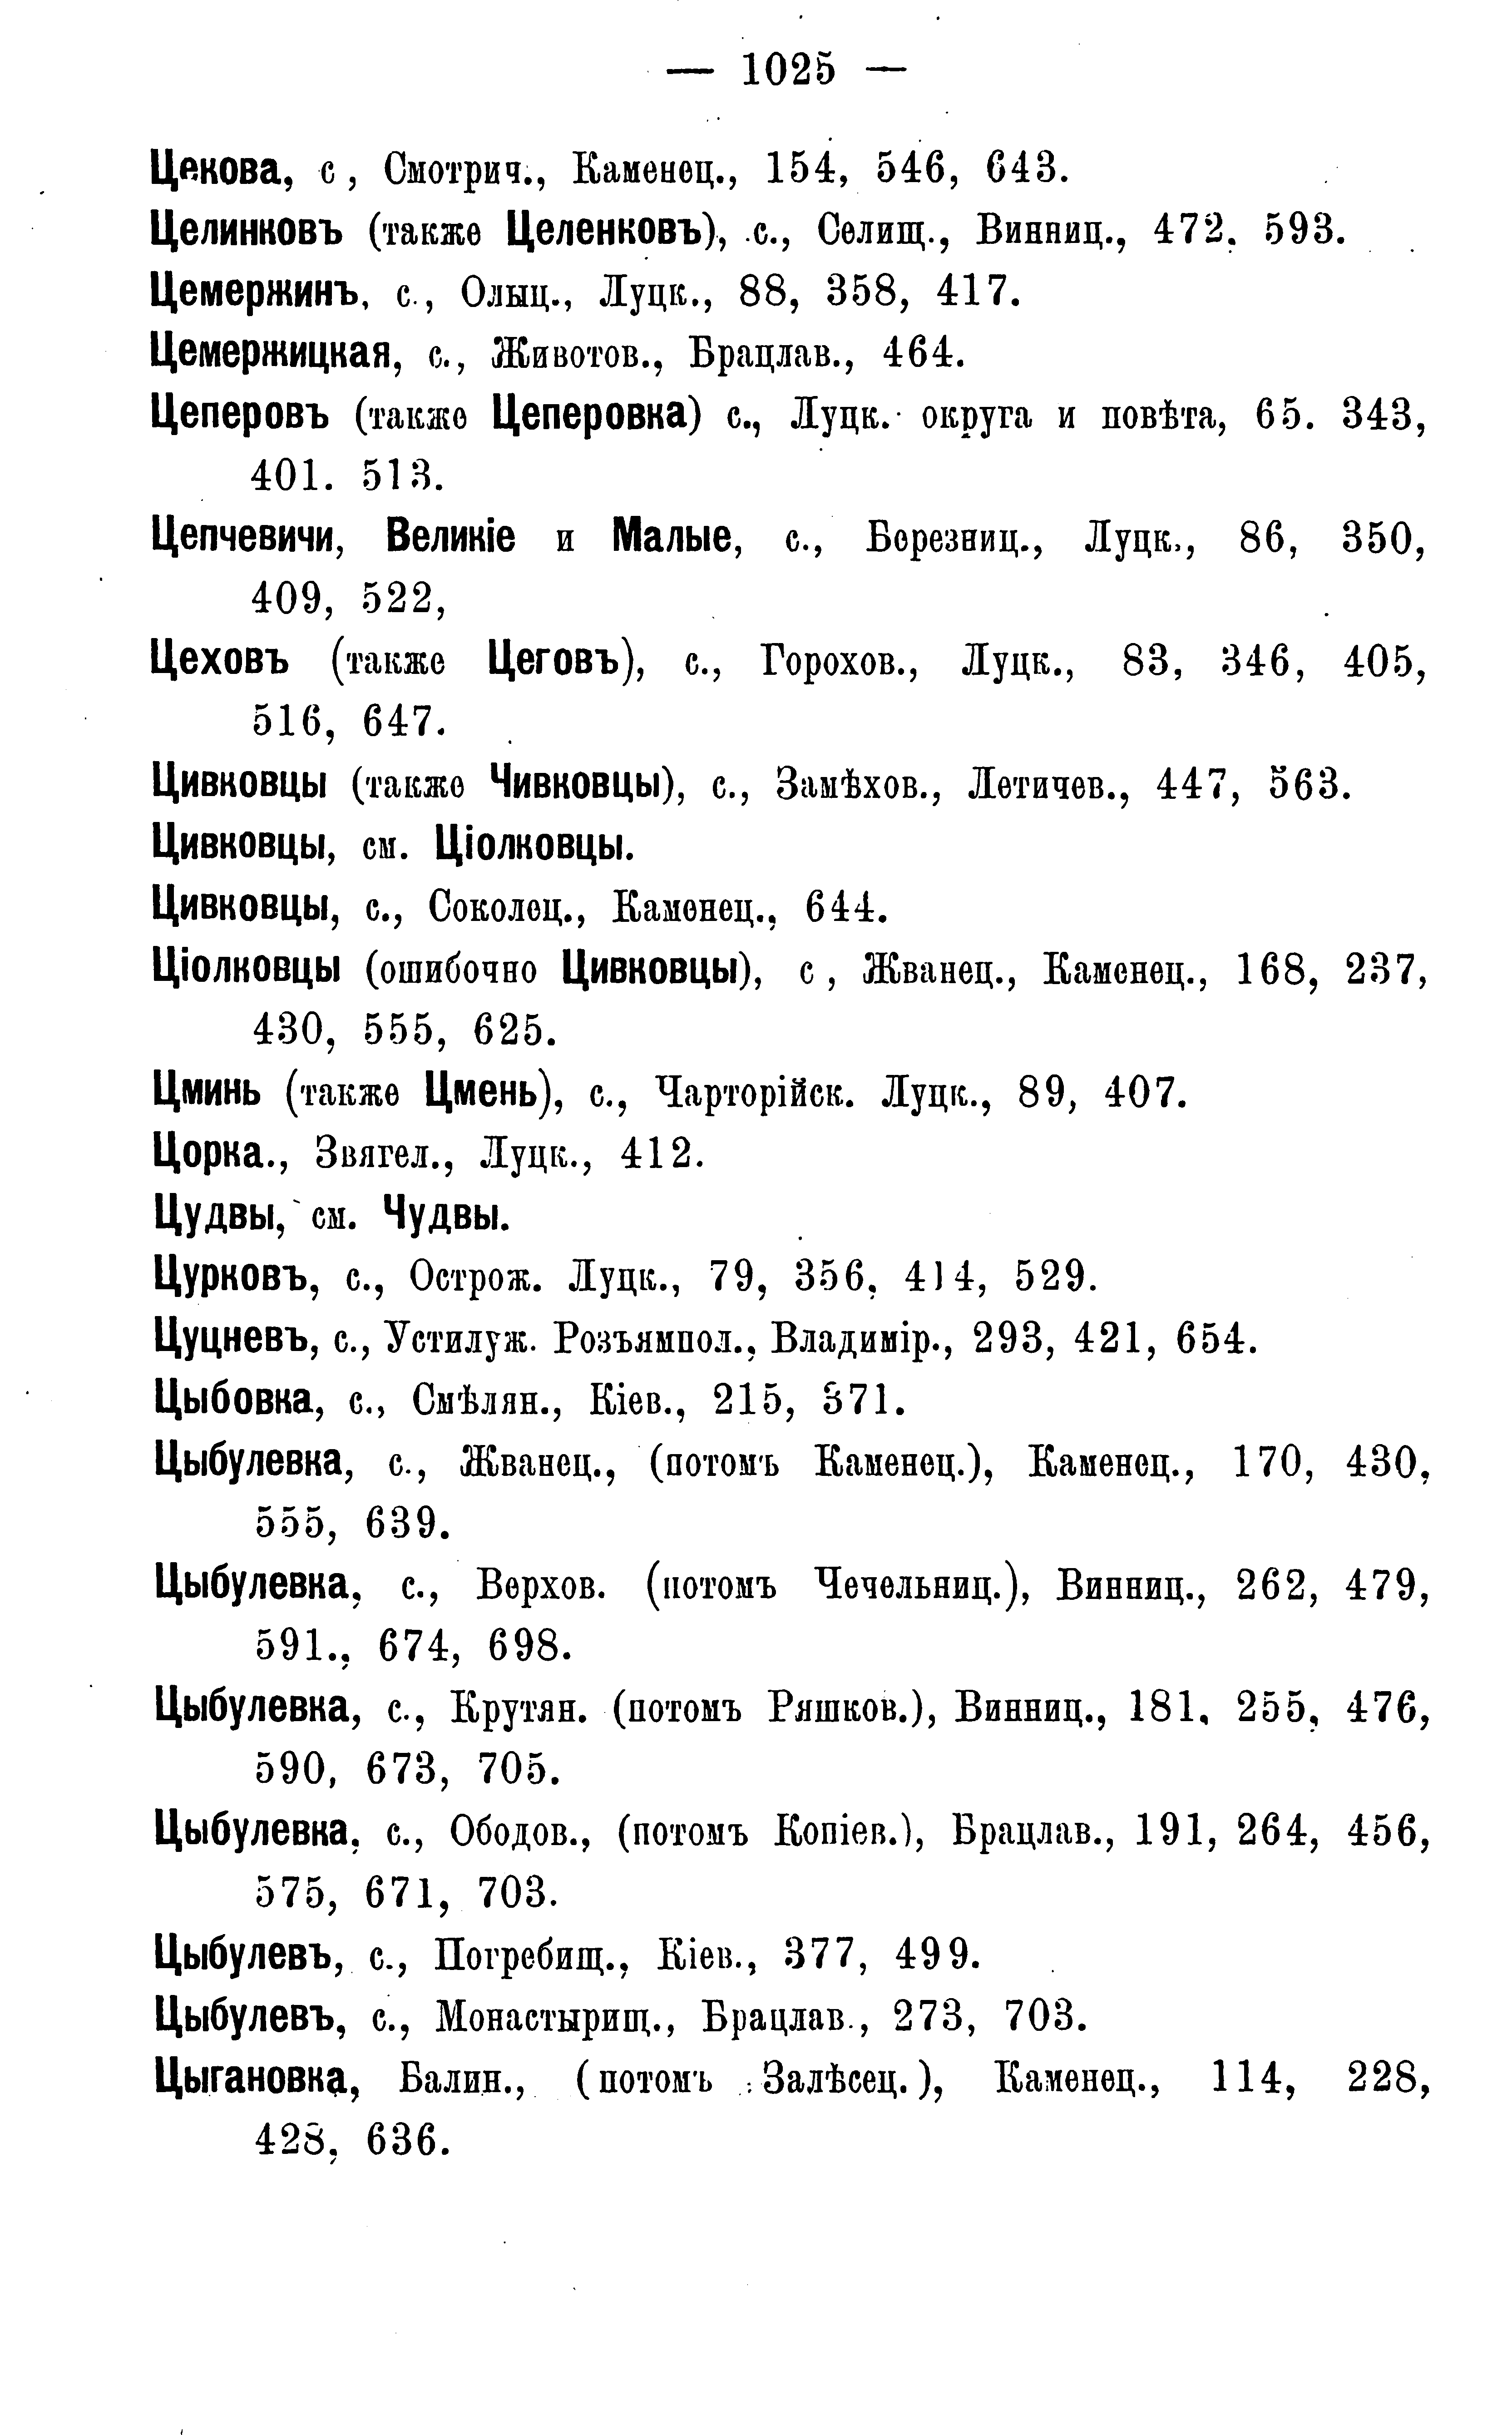 — 1025 —
Цекова, с , Смотрич., Каменец., 154, 546, 643.
Целинковъ (также Целенковъ), с., Селищ., Винниц., 472. 593.
Цемержинъ, с., Олыц., Луцк., 88, 358, 417.
Цемержицкая, с., Животов., Брацлав., 464.
Цеперовъ (также Цеперовка) с., Луцк. округа и повѣта, 65. 343,
401. 513.
Цепчевичи, Великіе и Малые, с., Березниц., Луцк., 86, 350,
409, 522,
Цеховъ (также Цеговъ), с., Горохов., Луцк., 83, 346, 405,
516, 647.
Цивковцы (также Чивковцы), с., Замѣхов., Летичев., 447, 563.
Цивковцы, см. Ціолковцы.
Цивковцы, с., Соколец., Каменец., 644.
Ціолковцы (ошибочно Цивковцы), с , Жванец., Каменец., 168, 237,
430, 555, 625.
Цминь (также Цмень), с., Чарторійск. Луцк., 89, 407.
Цорка., Звягел., Луцк., 412.
Цудвы, см. Чудвы.
Цурковъ, с., Острож. Луцк., 79, 356, 414, 529.
Цуцневъ, с., Устилуж. Розъямпол., Владимір., 293, 421, 654.
Цыбовка, с., Смѣлян., Кіев., 215, 371.
Цыбулевка, с., Жванец., (потомъ Каменец.), Каменец., 170, 430,
555, 639.
Цыбулевка, с., Верхов. (потомъ Чечельниц.), Винниц., 262, 479,
591., 674, 698.
Цыбулевка, с., Крутян. (потомъ Ряшков.), Винниц., 181, 255, 476,
590, 673, 705.
Цыбулевка, с., Ободов., (потомъ Копіев.), Брацлав., 191, 264, 456,
575, 671, 703.
Цыбулевъ, с., Погребищ., Кіев., 377, 499.
Цыбулевъ, с., Монастырищ., Брацлав., 273, 703.
Цыгановка, Балин., (потомъ Залѣсец.), Каменец., 114, 228,
428, 636.